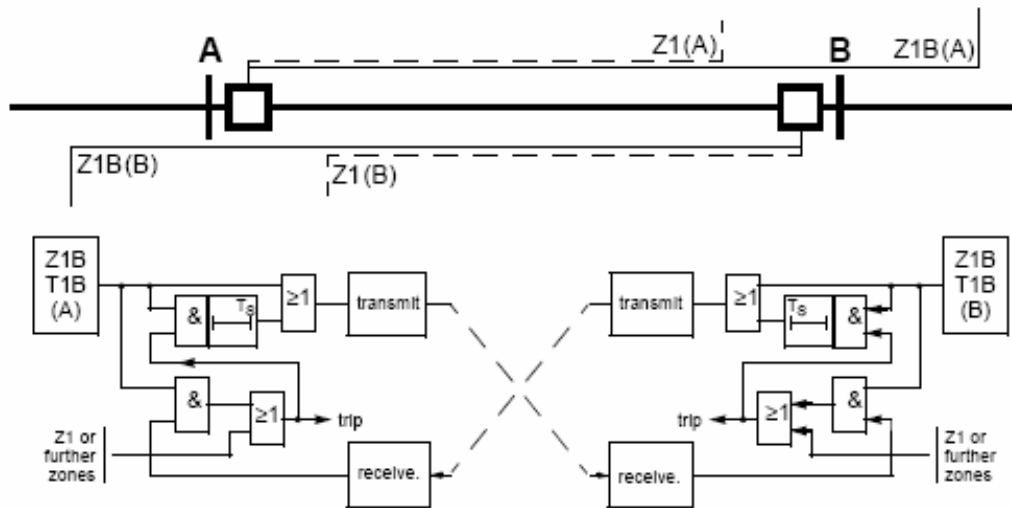 A
Z1(A)
B
Z1B(A)
Z1B(B)
Z1(B)
Z1B
T1B
(A)
&
Ts
≥1
transmit
transmit
≥1
Ts
&
Z1B
T1B
(B)
&
≥1
trip
trip
≥1
&
Z1 or
further
zones
receive.
receive.
Z1 or
further
zones